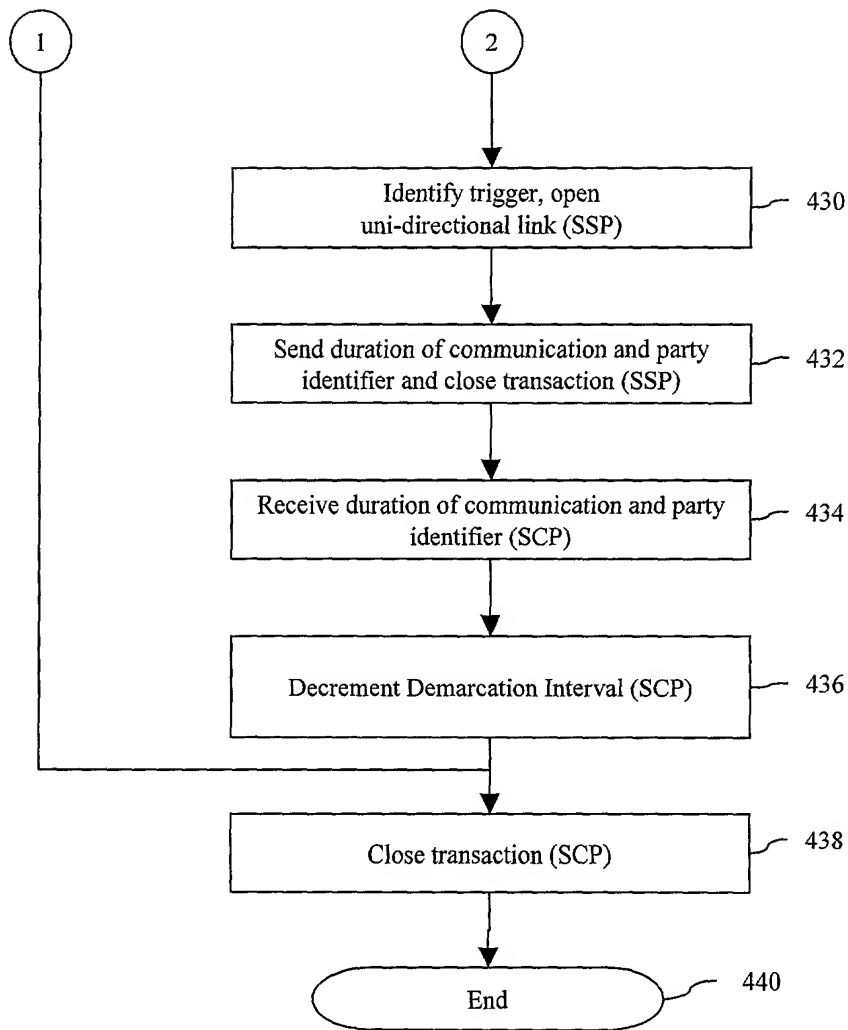 1
2
Identify trigger, open
uni-directional link (SSP)
430
Send duration of communication and party
identifier and close transaction (SSP)
432
Receive duration of communication and party
identifier (SCP)
434
Decrement Demarcation Interval (SCP)
436
Close transaction (SCP)
438
End
440